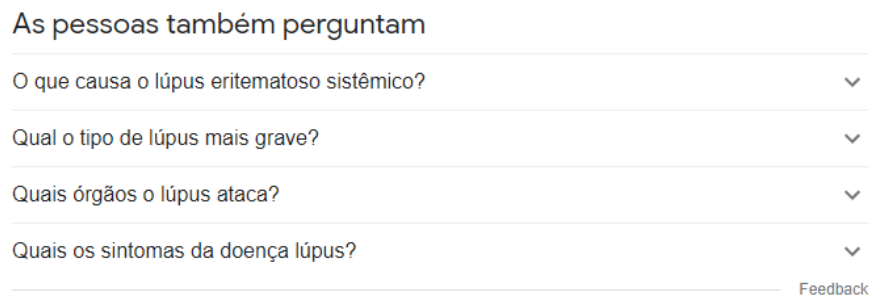 As pessoas também perguntam
O que causa o lúpus eritematoso sistêmico?
Qual o tipo de lúpus mais grave?
Quais órgãos o lúpus ataca?
Quais os sintomas da doença lúpus?
Feedback